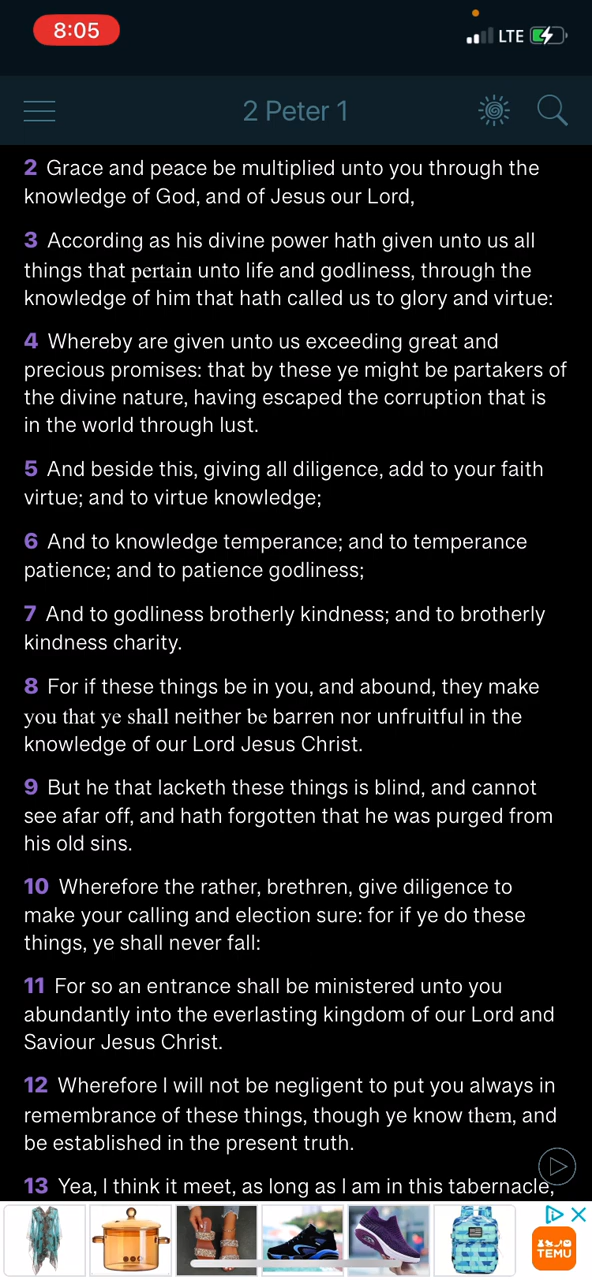 8:05
LTE
2 Peter 1
2 Grace and peace be multiplied unto you through the
knowledge of God, and of Jesus our Lord,
3 According as his divine power hath given unto us all
things that pertain unto life and godliness, through the
knowledge of him that hath called us to glory and virtue:
4 Whereby are given unto us exceeding great and
precious promises: that by these ye might be partakers of
the divine nature, having escaped the corruption that is
in the world through lust.
5 And beside this, giving all diligence, add to your faith
virtue; and to virtue knowledge;
6 And to knowledge temperance; and to temperance
patience; and to patience godliness;
7 And to godliness brotherly kindness; and to brotherly
kindness charity.
8 For if these things be in you, and abound, they make
you that ye shall neither be barren nor unfruitful in the
knowledge of our Lord Jesus Christ.
9 But he that lacketh these things is blind, and cannot
see afar off, and hath forgotten that he was purged from
his old sins.
10 Wherefore the rather, brethren, give diligence to
make your calling and election sure: for if ye do these
things, ye shall never fall:
11 For so an entrance shall be ministered unto you
abundantly into the everlasting kingdom of our Lord and
Saviour Jesus Christ.
12 Wherefore I will not be negligent to put you always in
remembrance of these things, though ye know them, and
be established in the present truth.
13 Yea, I think it meet, as long as I am in this tabernacle,
TEMU